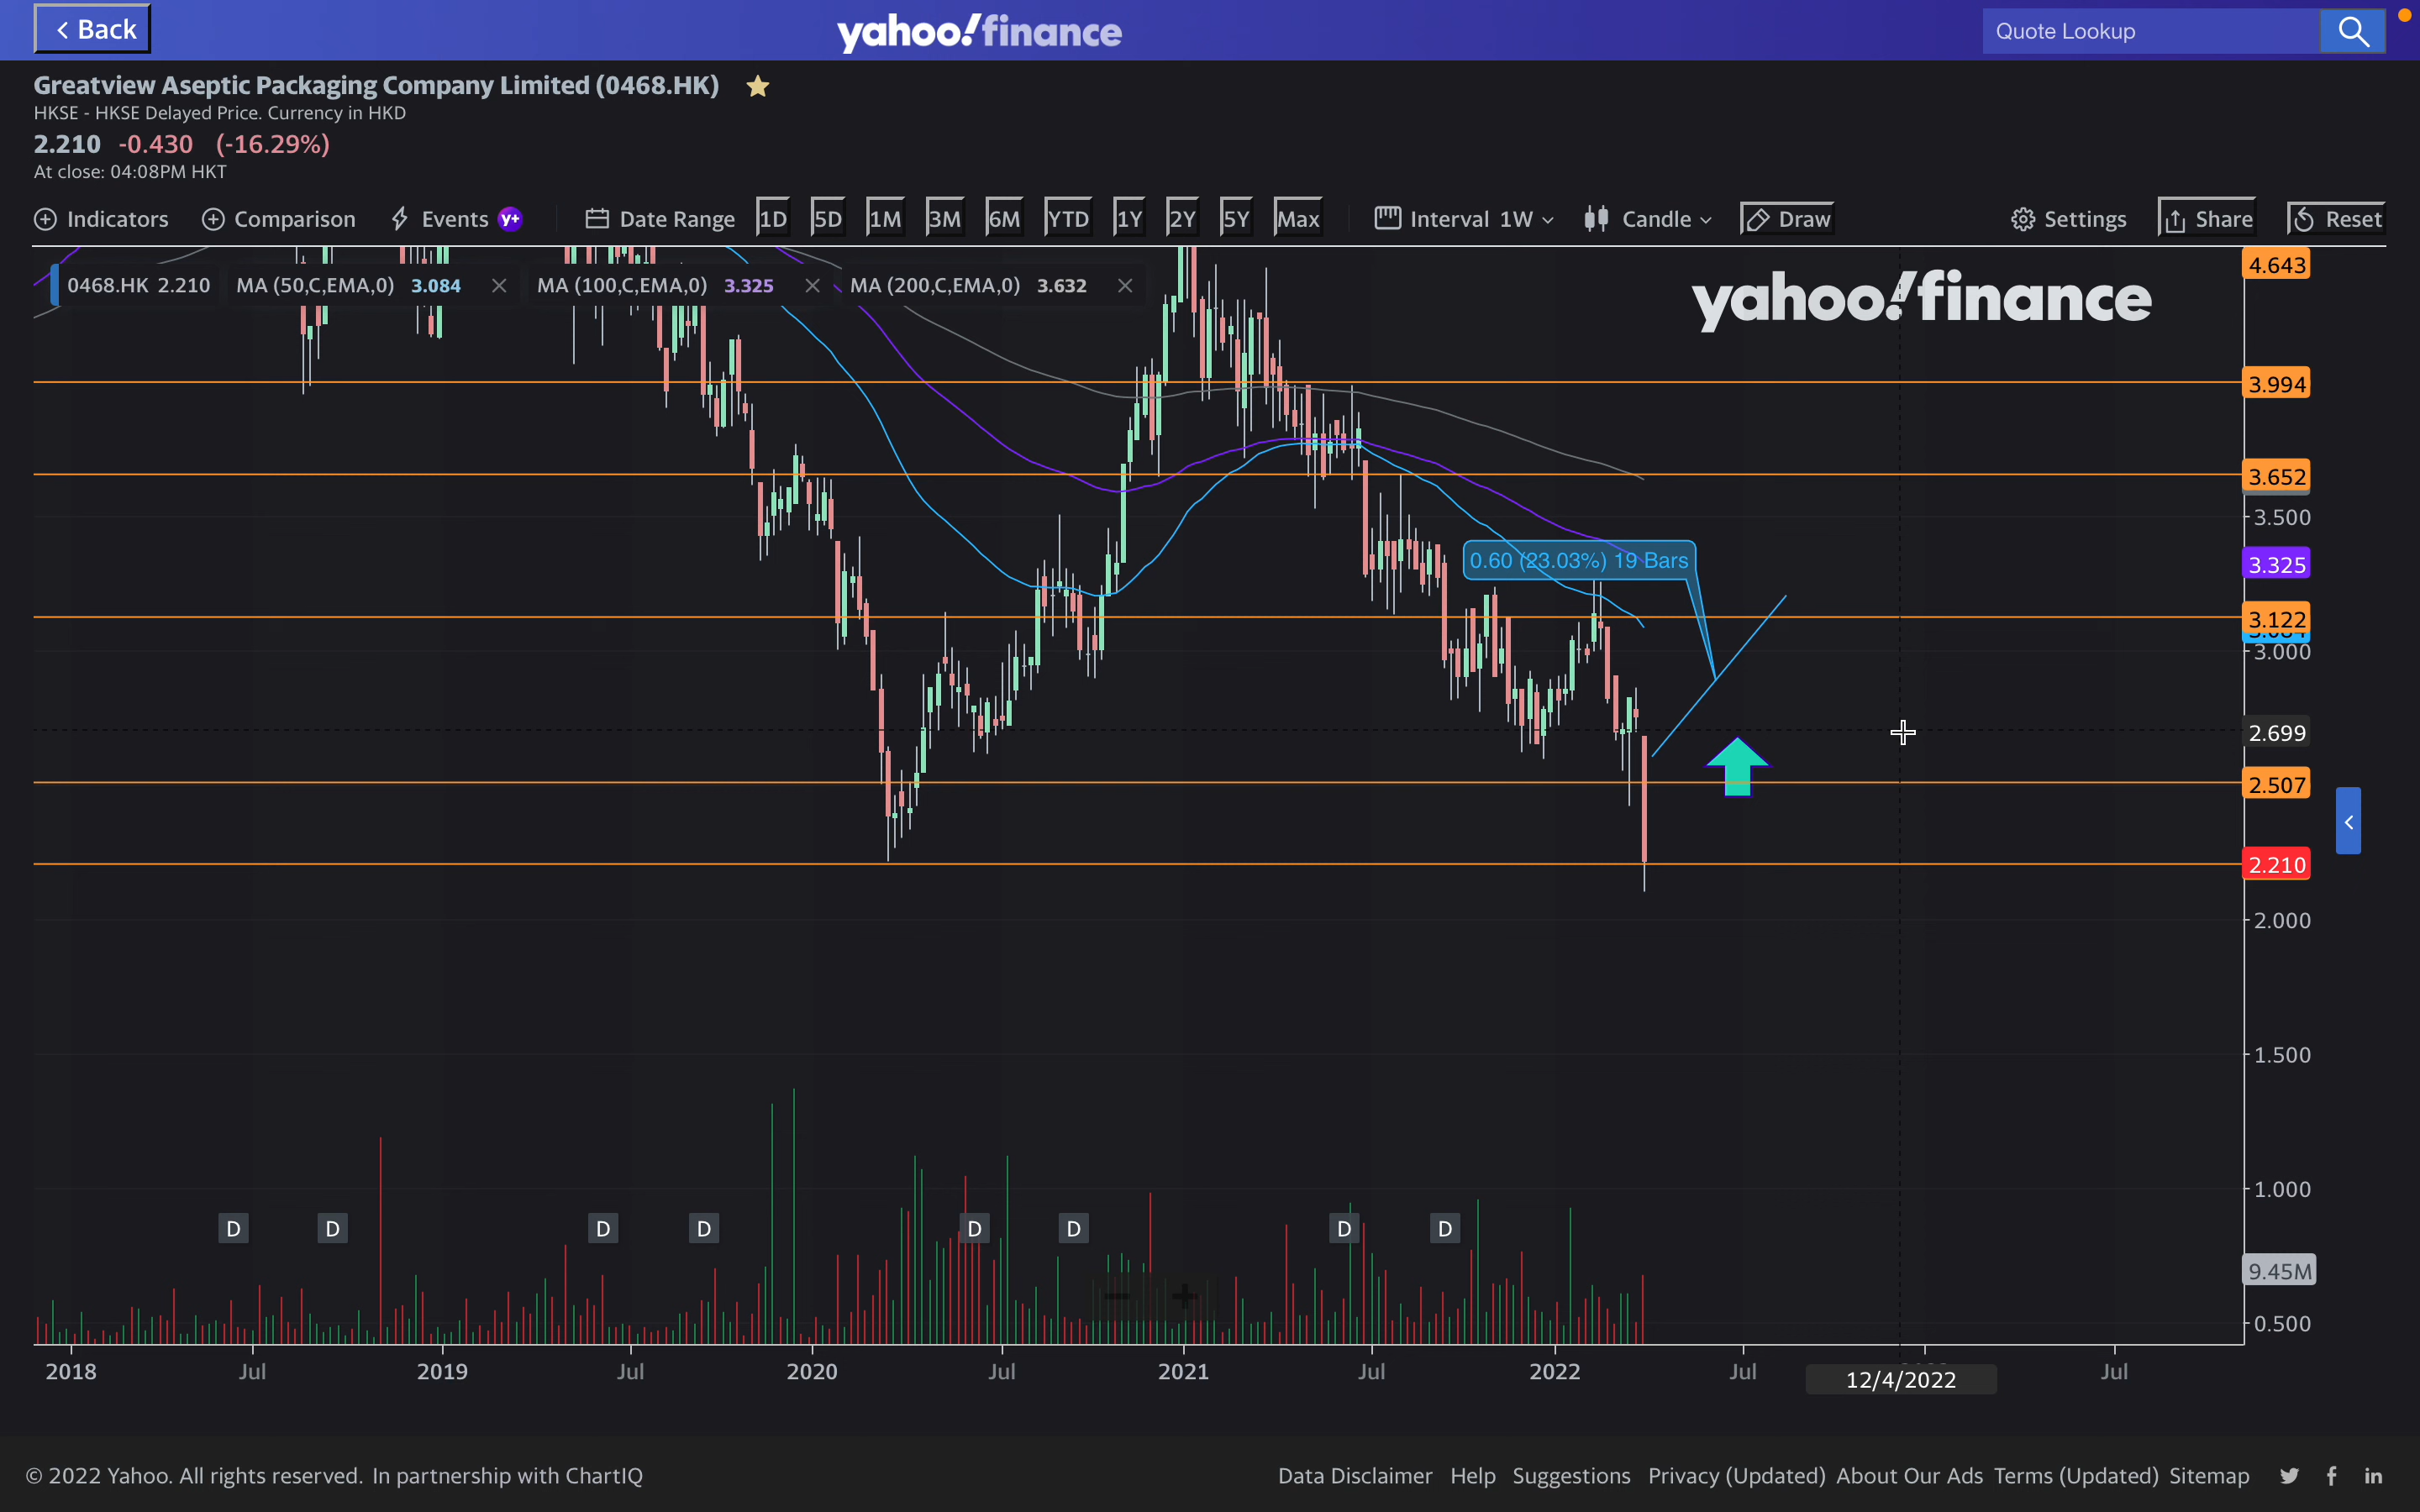 Back
yahoo!finance
Quote Lookup
Greatview Aseptic Packaging Company Limited (0468.HK)
HKSE - HKSE Delayed Price. Currency in HKD
2.210 -0.430 (-16.29%)
At close: 04:08PM HKT
Indicators Comparison Events y+ Date Range 1D 5D 1M 3M 6M YTD 1Y 2Y 5Y Max Interval 1W Candle Draw Settings Share Reset
0468.HK 2.210 MA (50,C,EMA,0) 3.084 MA (100,C,EMA,0) 3.325 MA (200,C,EMA,0) 3.632
yahoo!finance
4.643
3.994
3.652
3.500
0.60 (23.03%) 19 Bars
3.325
3.122
3.000
2.699
2.507
2.210
2.000
1.500
1.000
D D D D D D D D
9.45M
0.500
2018 Jul 2019 Jul 2020 Jul 2021 Jul 2022 Jul Jul
12/4/2022
© 2022 Yahoo. All rights reserved. In partnership with ChartIQ
Data Disclaimer Help Suggestions Privacy (Updated) About Our Ads Terms (Updated) Sitemap